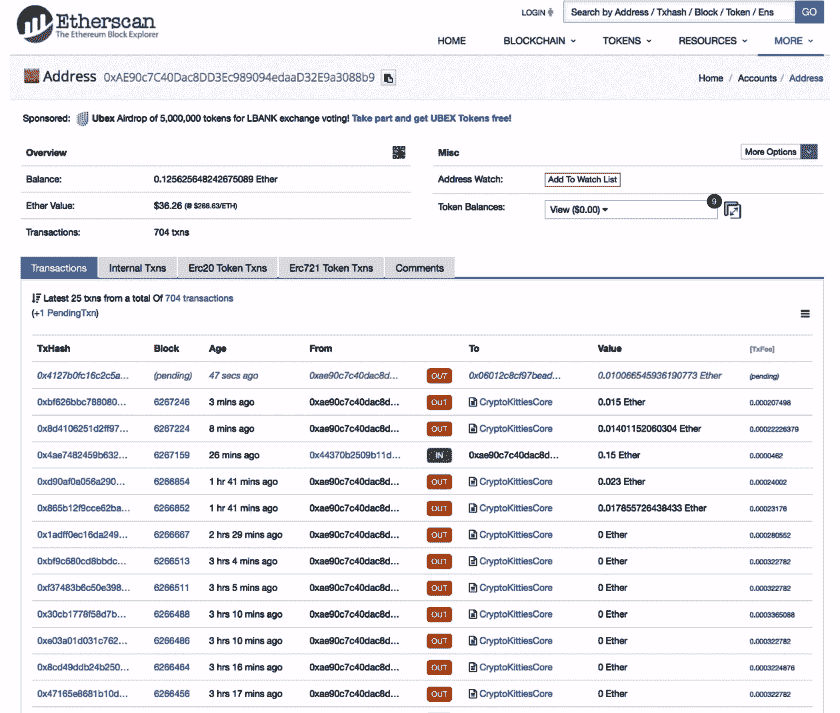 LOGIN Search by Address / Txhash / Block / Token / Ens GO
Etherscan
The Ethereum Block Explorer
HOME BLOCKCHAIN TOKENS RESOURCES MORE
Address 0xAE90c7C40Dac8DD3Ec989094edaaD32E9a3088b9 Home / Accounts / Address
Sponsored: Ubex Airdrop of 5,000,000 tokens for LBANK exchange voting! Take part and get UBEX Tokens free!
Overview Misc More Options
Balance: 0.125625648242675089 Ether Address Watch: Add To Watch List
Ether Value: $36.26 (@ $288.63/ETH) Token Balances: View ($0.00) 9
Transactions: 704 txns
Transactions Internal Txns Erc20 Token Txns Erc721 Token Txns Comments
Latest 25 txns from a total Of 704 transactions
(+1 PendingTxn)
TxHash Block Age From To Value [TxFee]
0x4127b0fc16c2c5a... (pending) 47 secs ago 0xae90c7c40dac8d... OUT 0x06012c8cf97bead... 0.010066545936190773 Ether (pending)
0xbf626bbc788080... 6267246 3 mins ago 0xae90c7c40dac8d... OUT CryptoKittiesCore 0.015 Ether 0.000207498
0x8d4106251d2ff97... 6267224 8 mins ago 0xae90c7c40dac8d... OUT CryptoKittiesCore 0.01401152060304 Ether 0.00022226379
0x4ae7482459b632... 6267159 26 mins ago 0x44370b2509b11d... IN 0xae90c7c40dac8d... 0.15 Ether 0.0000462
0xd90af0a056a290... 6266854 1 hr 41 mins ago 0xae90c7c40dac8d... OUT CryptoKittiesCore 0.023 Ether 0.00024002
0x865b12f9cce62ba... 6266852 1 hr 41 mins ago 0xae90c7c40dac8d... OUT CryptoKittiesCore 0.017855726438433 Ether 0.00023176
0x1adff0ec16da249... 6266667 2 hrs 29 mins ago 0xae90c7c40dac8d... OUT CryptoKittiesCore 0 Ether 0.000280552
0xbf9c680cd8bbdc... 6266513 3 hrs 4 mins ago 0xae90c7c40dac8d... OUT CryptoKittiesCore 0 Ether 0.000322782
0xf37483b6c50e398... 6266511 3 hrs 5 mins ago 0xae90c7c40dac8d... OUT CryptoKittiesCore 0 Ether 0.000322782
0x30cb1778f58d7b... 6266488 3 hrs 10 mins ago 0xae90c7c40dac8d... OUT CryptoKittiesCore 0 Ether 0.0003365088
0xe03a01d031c762... 6266486 3 hrs 10 mins ago 0xae90c7c40dac8d... OUT CryptoKittiesCore 0 Ether 0.000322782
0x8cd49ddb24b250... 6266464 3 hrs 16 mins ago 0xae90c7c40dac8d... OUT CryptoKittiesCore 0 Ether 0.0003224876
0x47165e8681b10d... 6266456 3 hrs 17 mins ago 0xae90c7c40dac8d... OUT CryptoKittiesCore 0 Ether 0.000322782